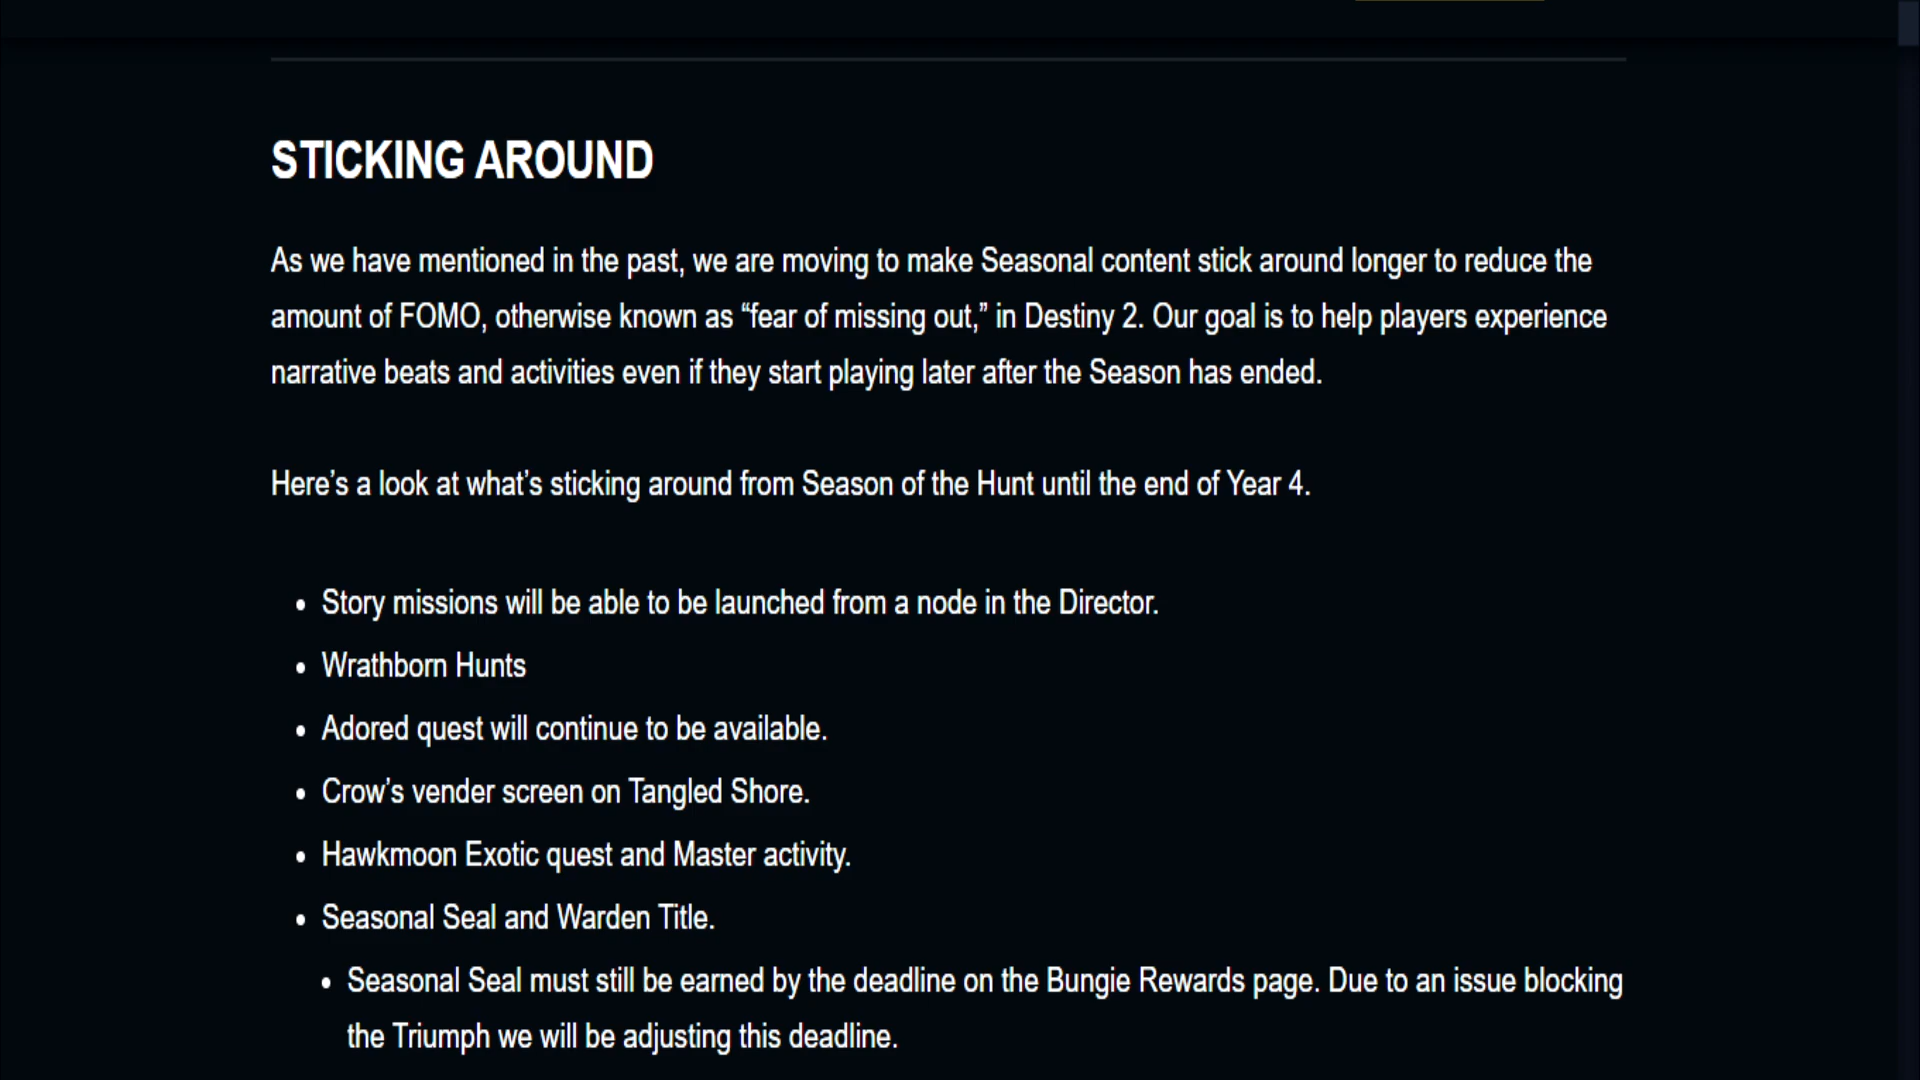 STICKING AROUND
As we have mentioned in the past, we are moving to make Seasonal content stick around longer to reduce the
amount of FOMO, otherwise known as “fear of missing out,” in Destiny 2. Our goal is to help players experience
narrative beats and activities even if they start playing later after the Season has ended.
Here’s a look at what’s sticking around from Season of the Hunt until the end of Year 4.
• Story missions will be able to be launched from a node in the Director.
• Wrathborn Hunts
• Adored quest will continue to be available.
• Crow’s vender screen on Tangled Shore.
• Hawkmoon Exotic quest and Master activity.
• Seasonal Seal and Warden Title.
• Seasonal Seal must still be earned by the deadline on the Bungie Rewards page. Due to an issue blocking
the Triumph we will be adjusting this deadline.